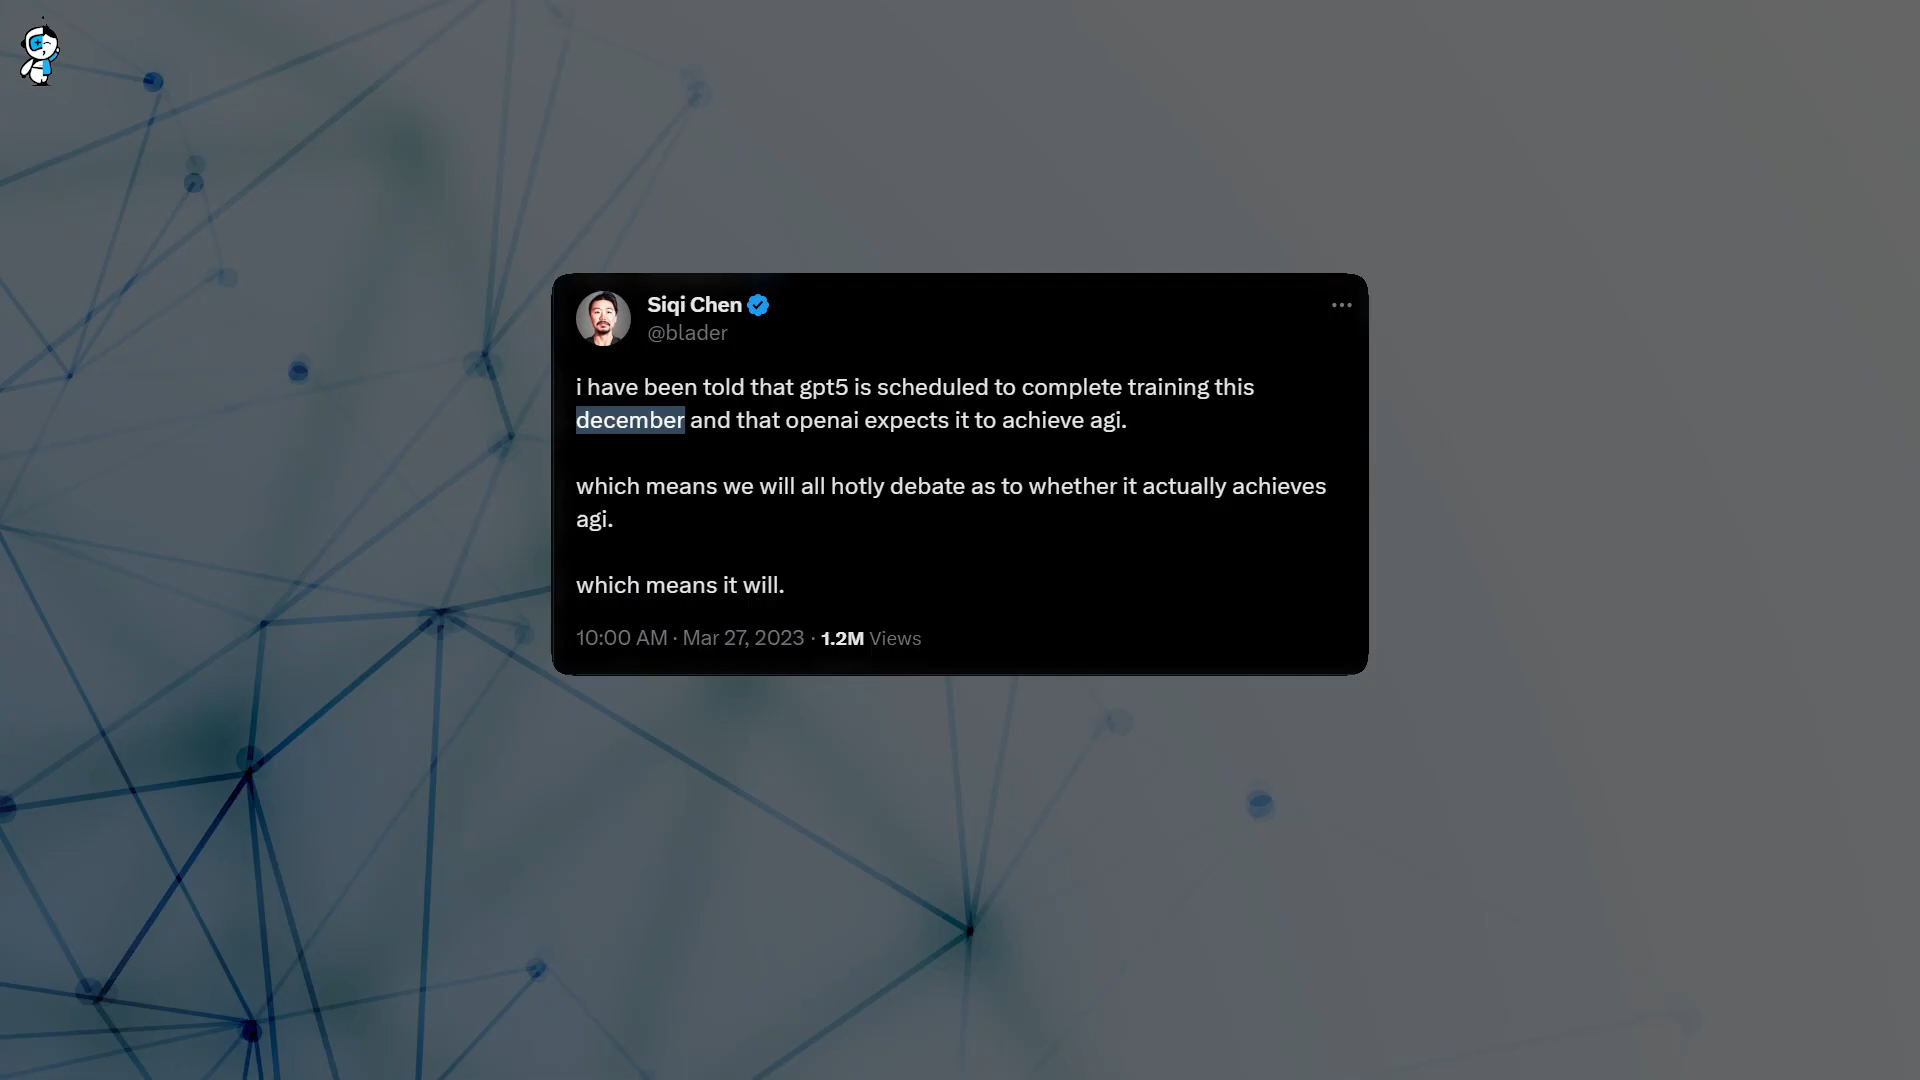 Siqi Chen
@blader
i have been told that gpt5 is scheduled to complete training this
december and that openai expects it to achieve agi.
which means we will all hotly debate as to whether it actually achieves
agi.
which means it will.
10:00 AM · Mar 27, 2023 · 1.2M Views